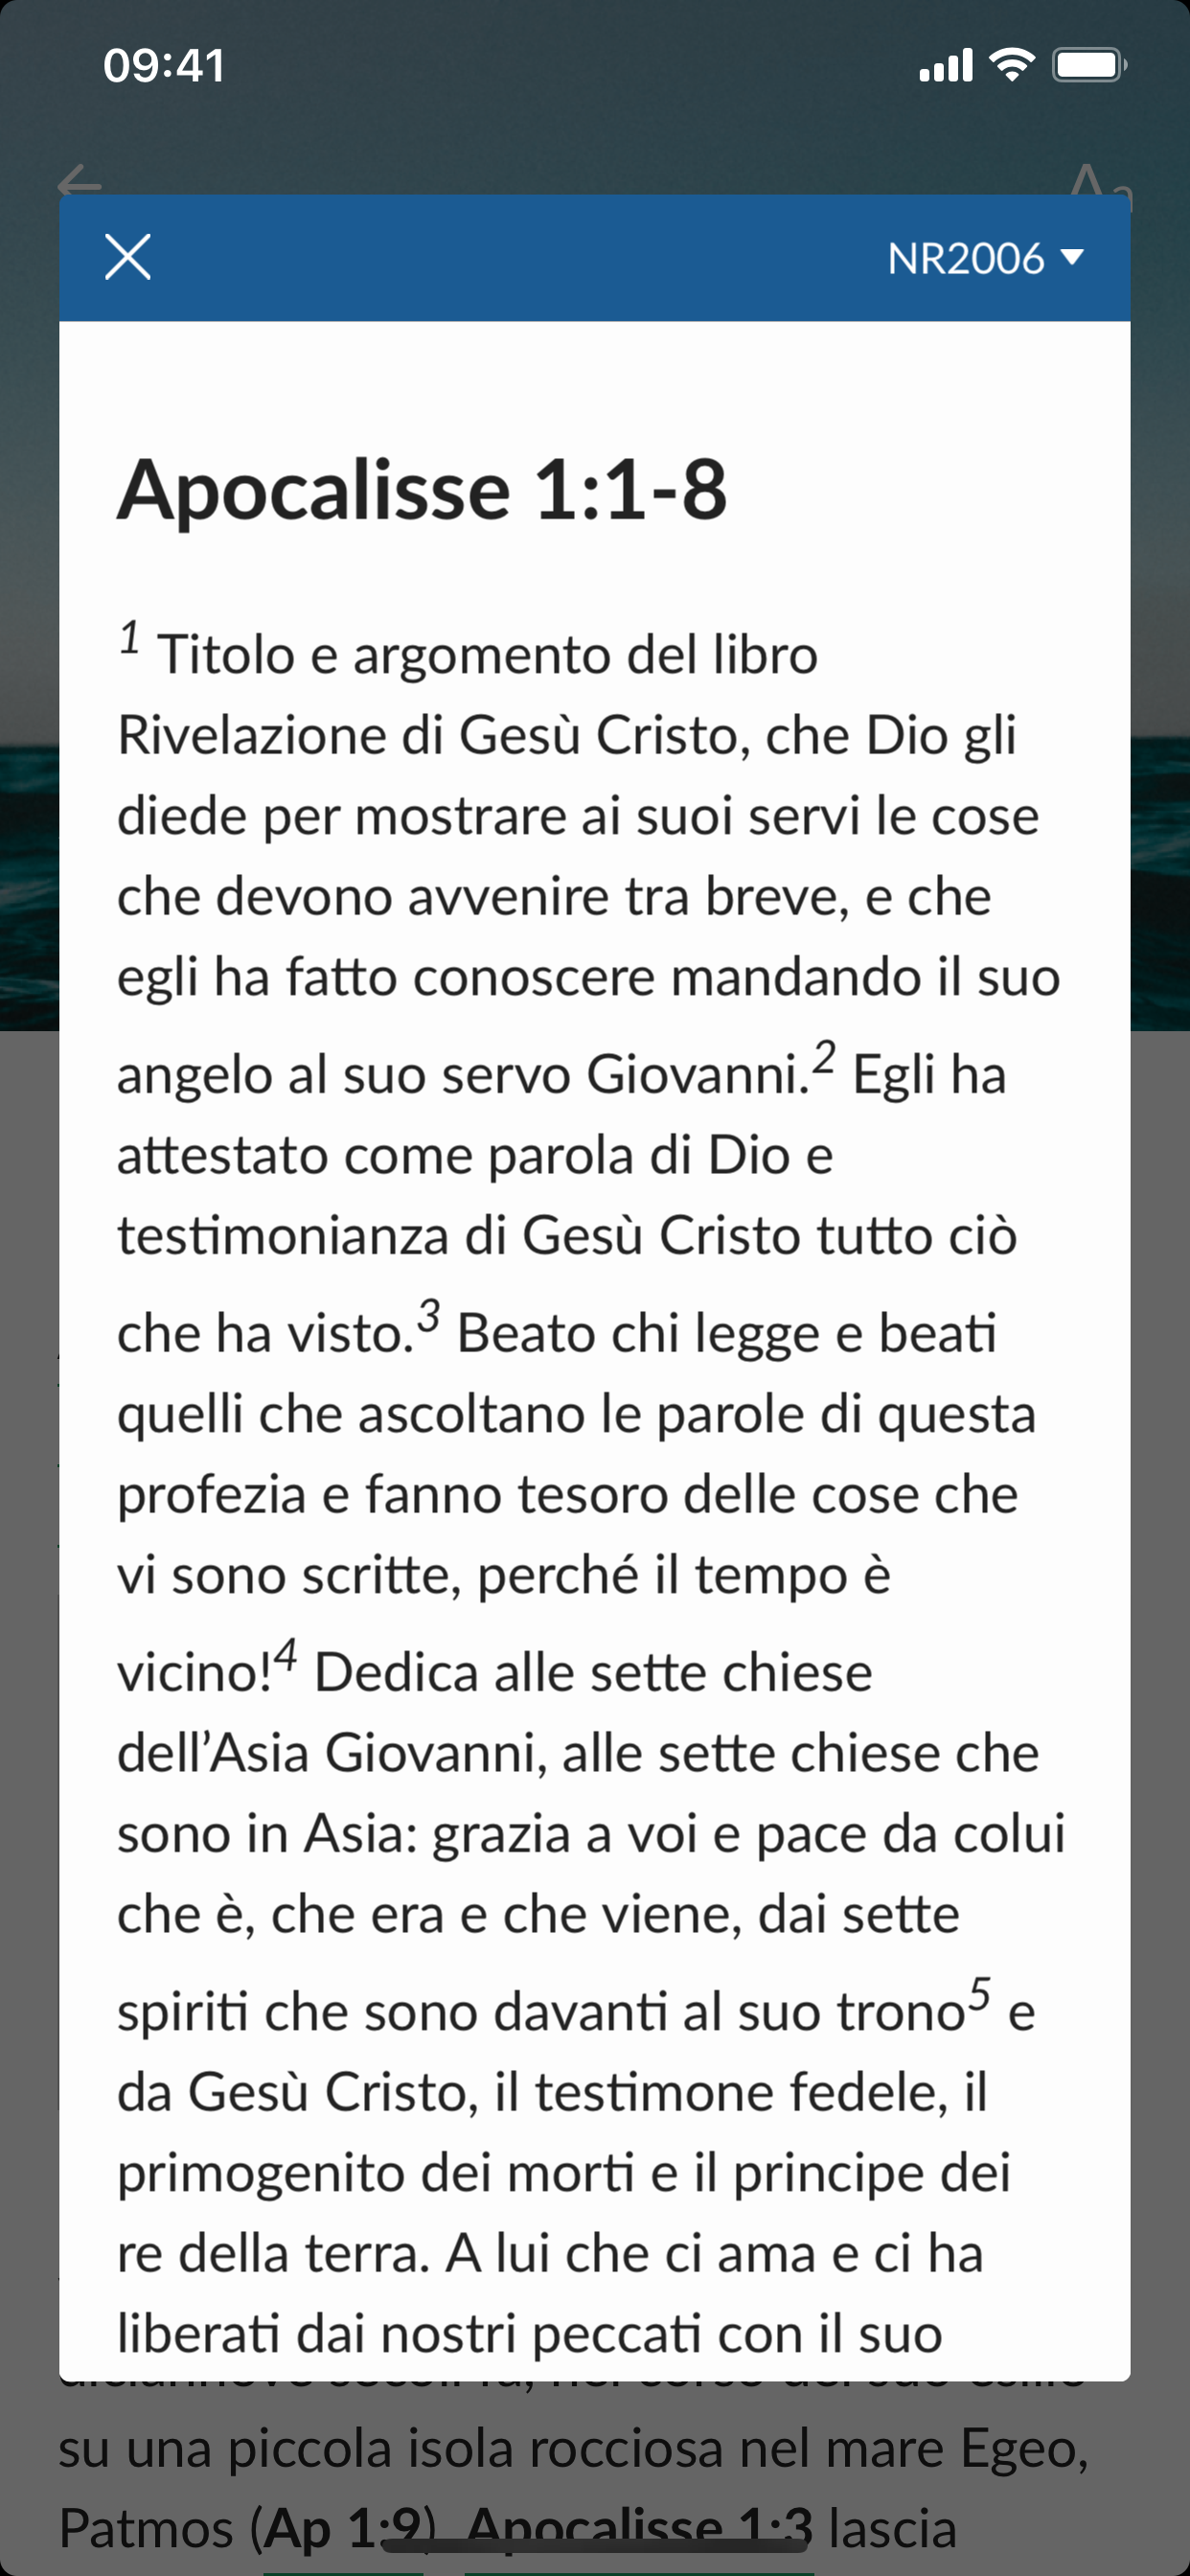 09:41
Aa
NR2006
Apocalisse 1:1-8
1 Titolo e argomento del libro
Rivelazione di Gesù Cristo, che Dio gli
diede per mostrare ai suoi servi le cose
che devono avvenire tra breve, e che
egli ha fatto conoscere mandando il suo
angelo al suo servo Giovanni.2 Egli ha
attestato come parola di Dio e
testimonianza di Gesù Cristo tutto ciò
che ha visto.3 Beato chi legge e beati
quelli che ascoltano le parole di questa
profezia e fanno tesoro delle cose che
vi sono scritte, perché il tempo è
vicino!4 Dedica alle sette chiese
dell’Asia Giovanni, alle sette chiese che
sono in Asia: grazia a voi e pace da colui
che è, che era e che viene, dai sette
spiriti che sono davanti al suo trono5 e
da Gesù Cristo, il testimone fedele, il
primogenito dei morti e il principe dei
re della terra. A lui che ci ama e ci ha
liberati dai nostri peccati con il suo
su una piccola isola rocciosa nel mare Egeo,
Patmos (Ap 1:9). Apocalisse 1:3 lascia